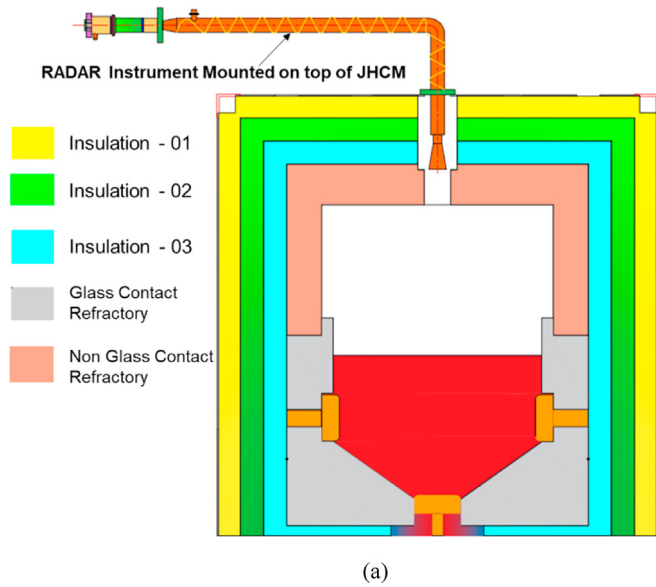 RADAR Instrument Mounted on top of JHCM
Insulation - 01
Insulation - 02
Insulation - 03
Glass Contact
Refractory
Non Glass Contact
Refractory
(a)